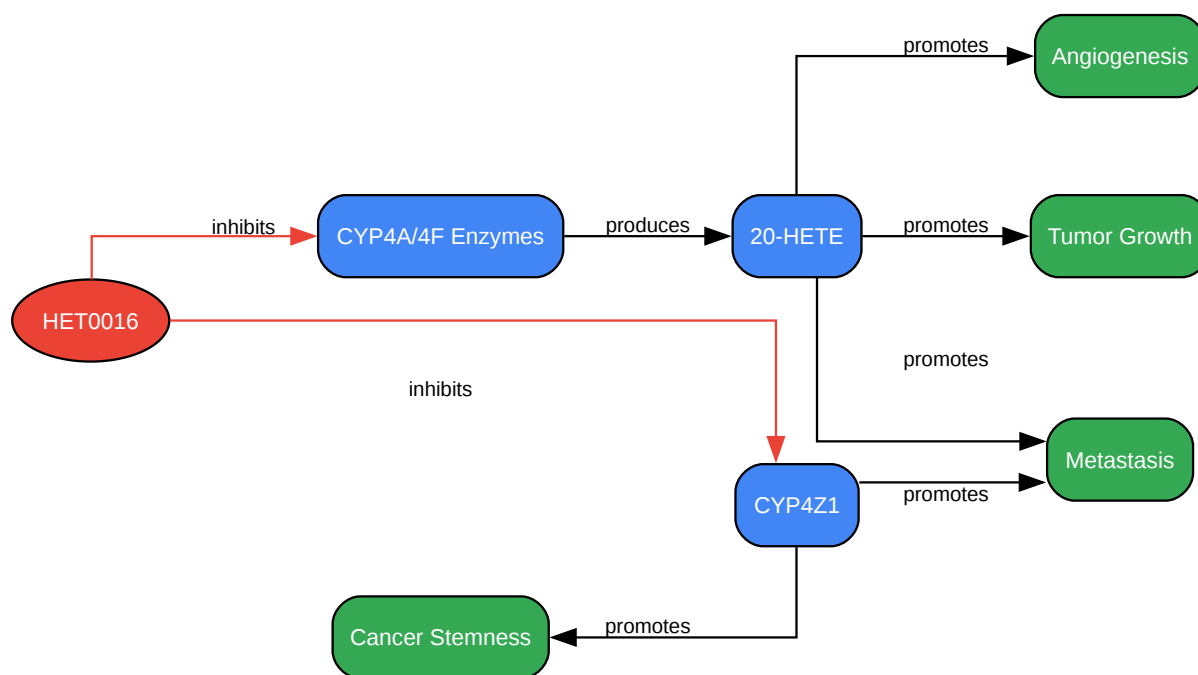 promotes
Angiogenesis
inhibits
CYP4A/4F Enzymes
produces
20-HETE
promotes
Tumor Growth
HET0016
promotes
inhibits
Metastasis
CYP4Z1
promotes
Cancer Stemness
promotes